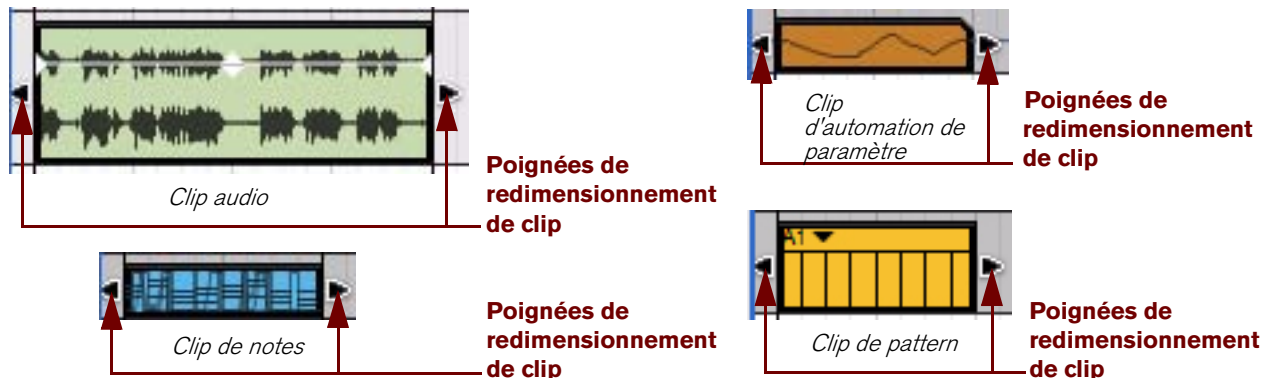 Clip audio
Poignées de
redimensionnement
de clip
Clip
d'automation de
paramètre
Poignées de
redimensionnement
de clip
Clip de notes
Poignées de
redimensionnement
de clip
A1
Clip de pattern
Poignées de
redimensionnement
de clip